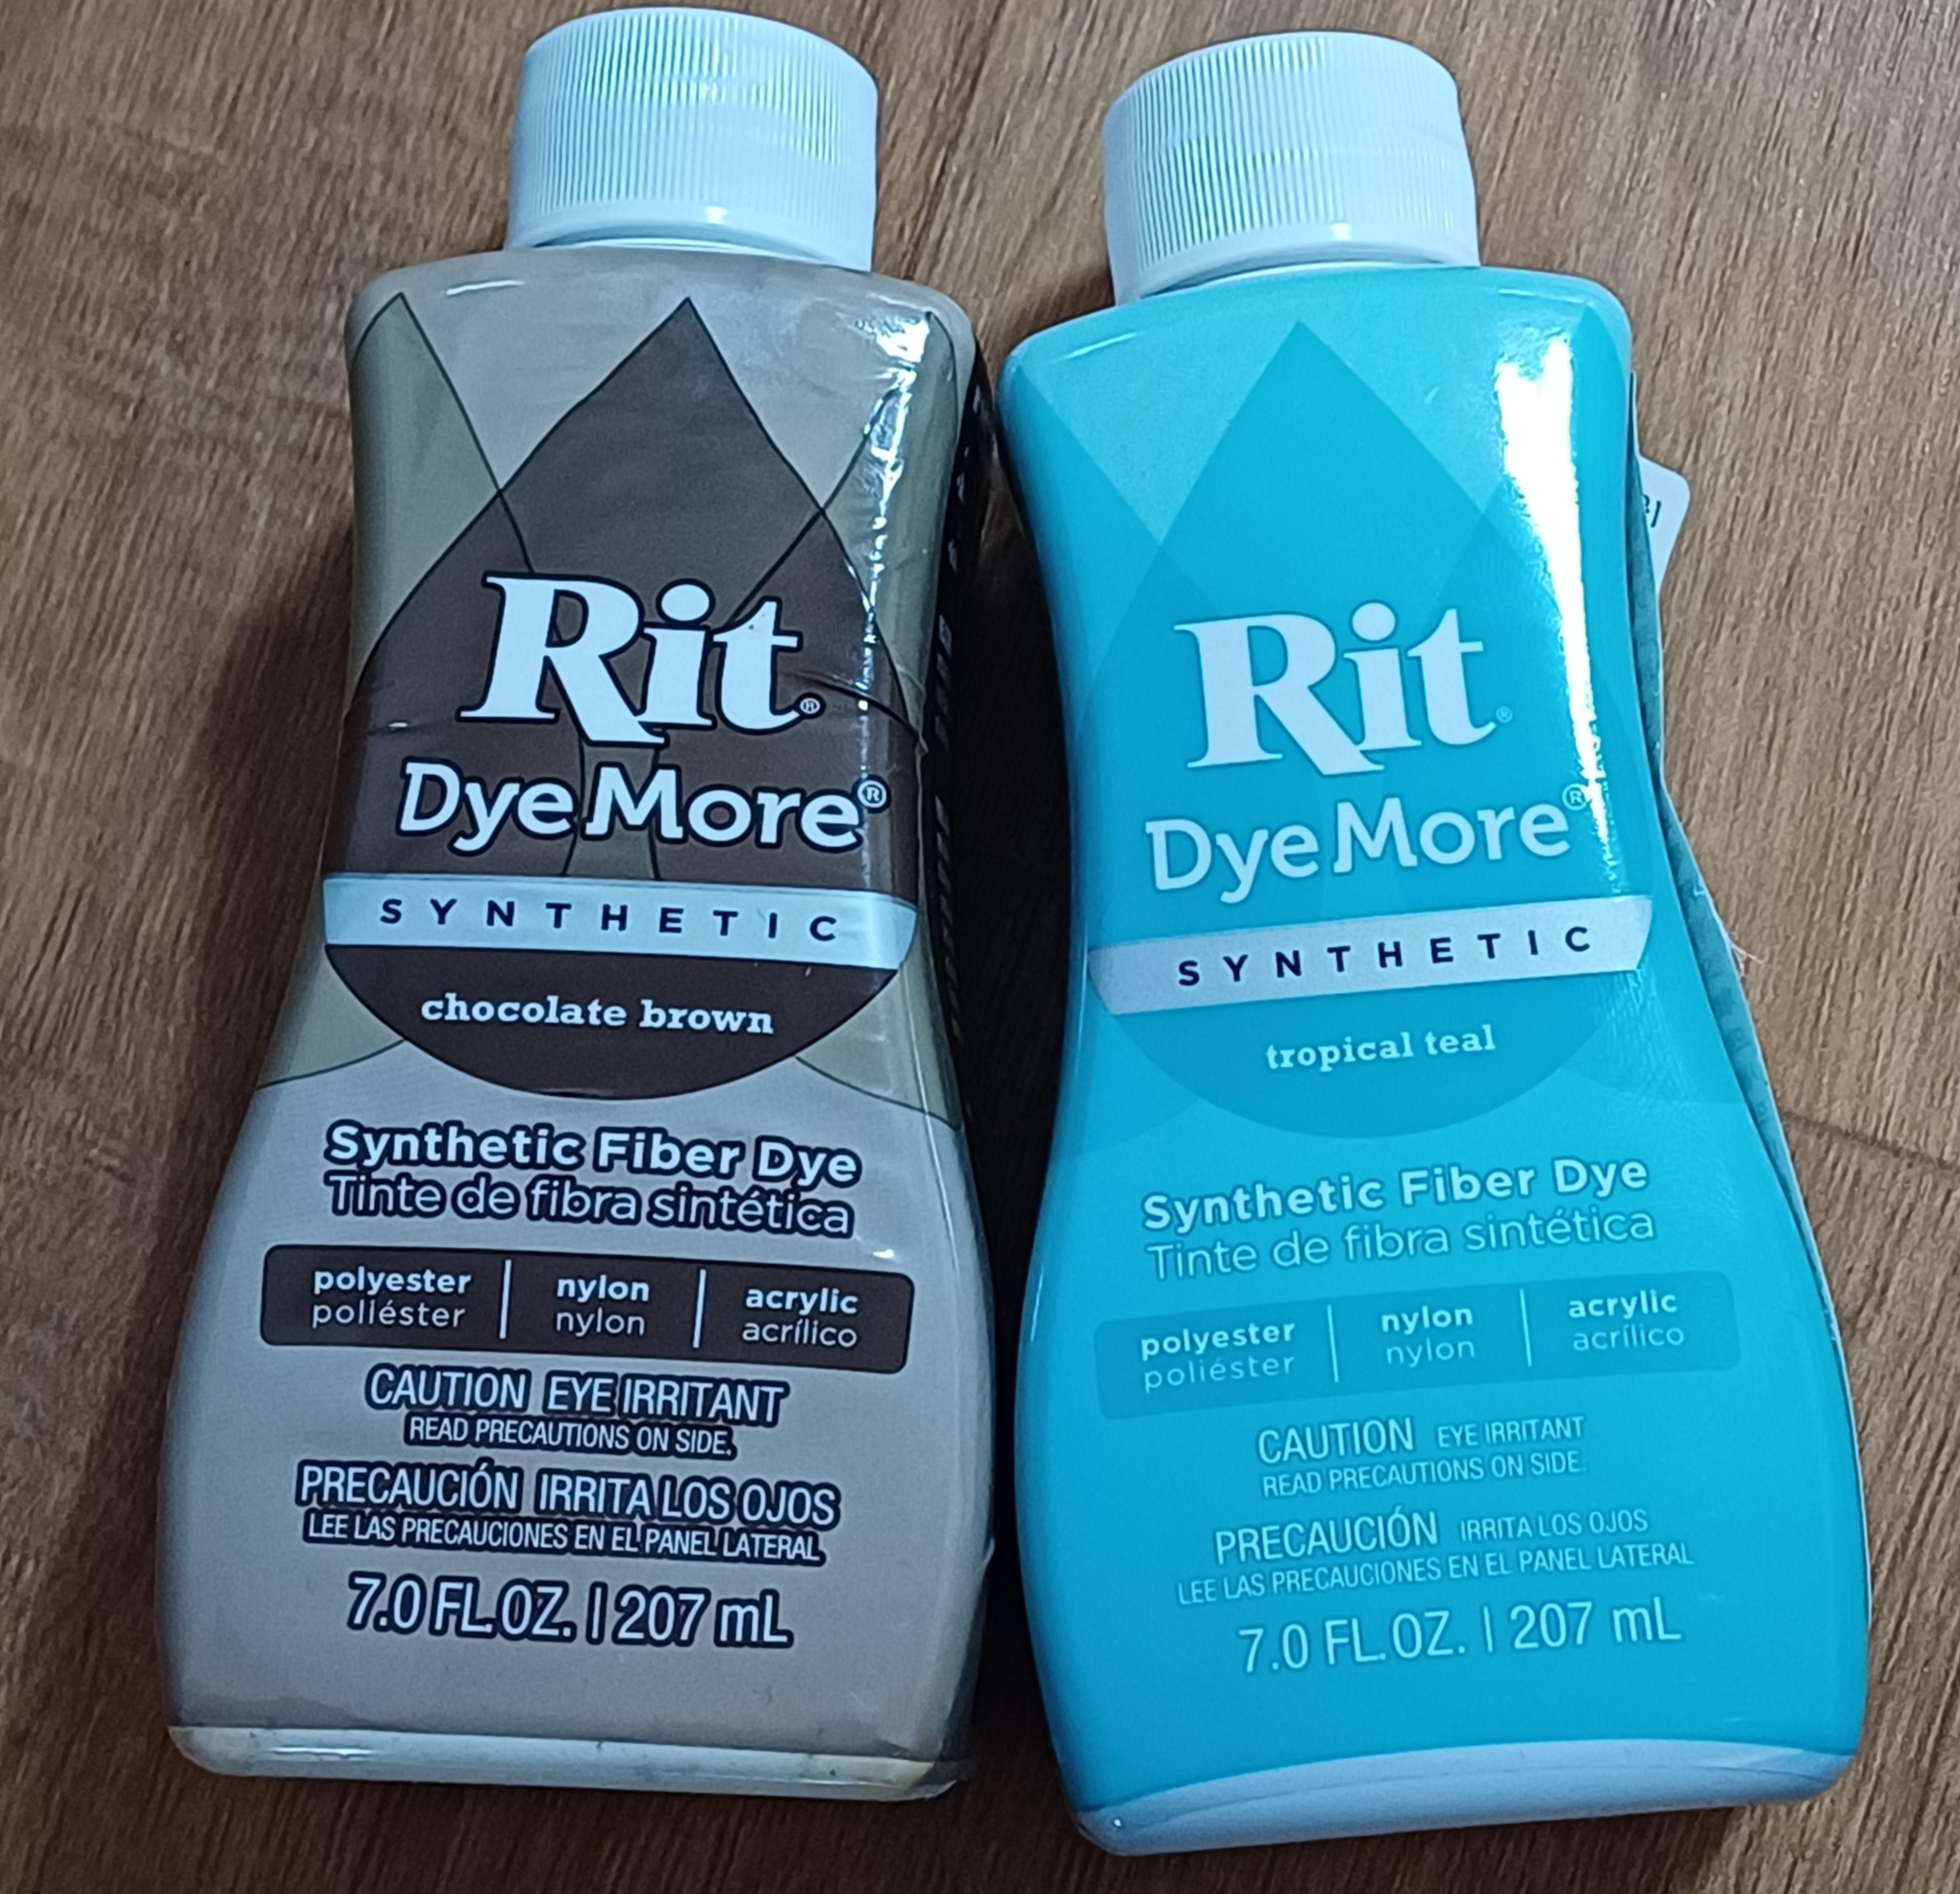 Rit®
DyeMore®
SYNTHETIC
chocolate brown
Synthetic Fiber Dye
Tinte de fibra sintética
polyester | nylon | acrylic
poliéster | nylon | acrílico
CAUTION EYE IRRITANT
READ PRECAUTIONS ON SIDE.
PRECAUCIÓN IRRITA LOS OJOS
LEE LAS PRECAUCIONES EN EL PANEL LATERAL
7.0 FL.OZ. | 207 mL
Rit®
DyeMore®
SYNTHETIC
tropical teal
Synthetic Fiber Dye
Tinte de fibra sintética
polyester | nylon | acrylic
poliéster | nylon | acrílico
CAUTION EYE IRRITANT
READ PRECAUTIONS ON SIDE.
PRECAUCIÓN IRRITA LOS OJOS
LEE LAS PRECAUCIONES EN EL PANEL LATERAL
7.0 FL.OZ. | 207 mL